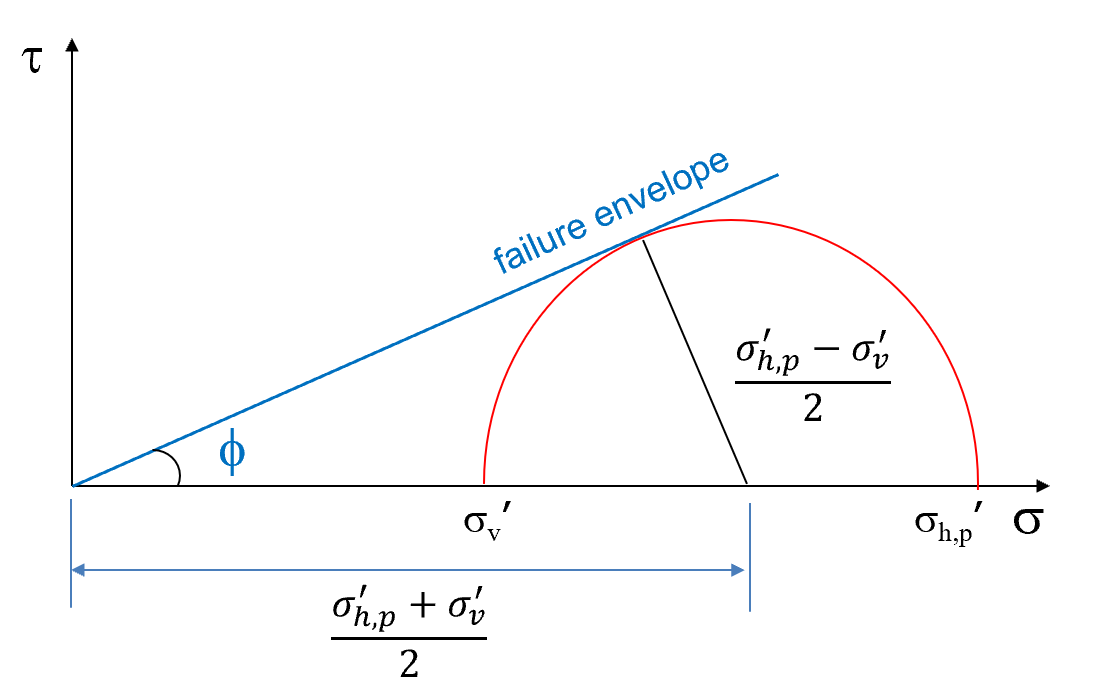 τ
failure envelope
ϕ
σ′h,p − σ′v
2
σv′
σh,p′
σ
σ′h,p + σ′v
2